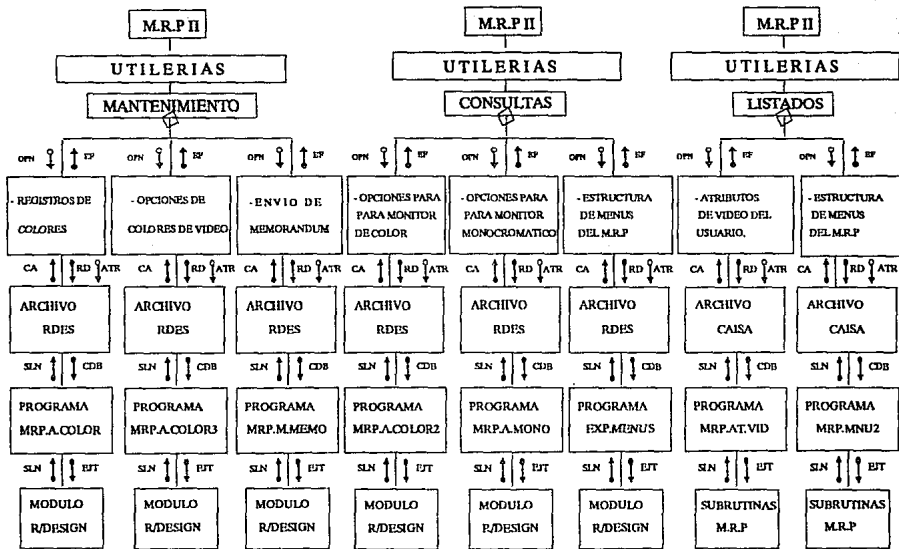 M.R.P II M.R.P II M.R.P II
UTILERIAS UTILERIAS UTILERIAS
MANTENIMIENTO CONSULTAS LISTADOS
OPN EF OPN EF OPN EF OPN EF OPN EF OPN EF OPN EF OPN EF
- REGISTROS DE
COLORES
- OPCIONES DE
COLORES DE VIDEO
- ENVIO DE
MEMORANDUM
- OPCIONES PARA
PARA MONITOR
DE COLOR
- OPCIONES PARA
PARA MONITOR
MONOCROMATICO
- ESTRUCTURA
DE MENUS
DEL M.R.P
- ATRIBUTOS
DE VIDEO DEL
USUARIO.
- ESTRUCTURA
DE MENUS
DEL M.R.P
CA RD ATR CA RD ATR CA RD ATR CA RD ATR CA RD ATR CA RD ATR CA RD ATR CA RD ATR
ARCHIVO
RDES
ARCHIVO
RDES
ARCHIVO
RDES
ARCHIVO
RDES
ARCHIVO
RDES
ARCHIVO
RDES
ARCHIVO
CAISA
ARCHIVO
CAISA
SLN CDB SLN CDB SLN CDB SLN CDB SLN CDB SLN CDB SLN CDB SLN CDB
PROGRAMA
MRP.A.COLOR
PROGRAMA
MRP.A.COLOR3
PROGRAMA
MRP.M.MEMO
PROGRAMA
MRP.A.COLOR2
PROGRAMA
MRP.A.MONO
PROGRAMA
EXP.MENUS
PROGRAMA
MRP.AT.VID
PROGRAMA
MRP.MNU2
SLN EJT SLN EJT SLN EJT SLN EJT SLN EJT SLN EJT SLN EJT SLN EJT
MODULO
R/DESIGN
MODULO
R/DESIGN
MODULO
R/DESIGN
MODULO
R/DESIGN
MODULO
R/DESIGN
MODULO
R/DESIGN
SUBRUTINAS
M.R.P
SUBRUTINAS
M.R.P